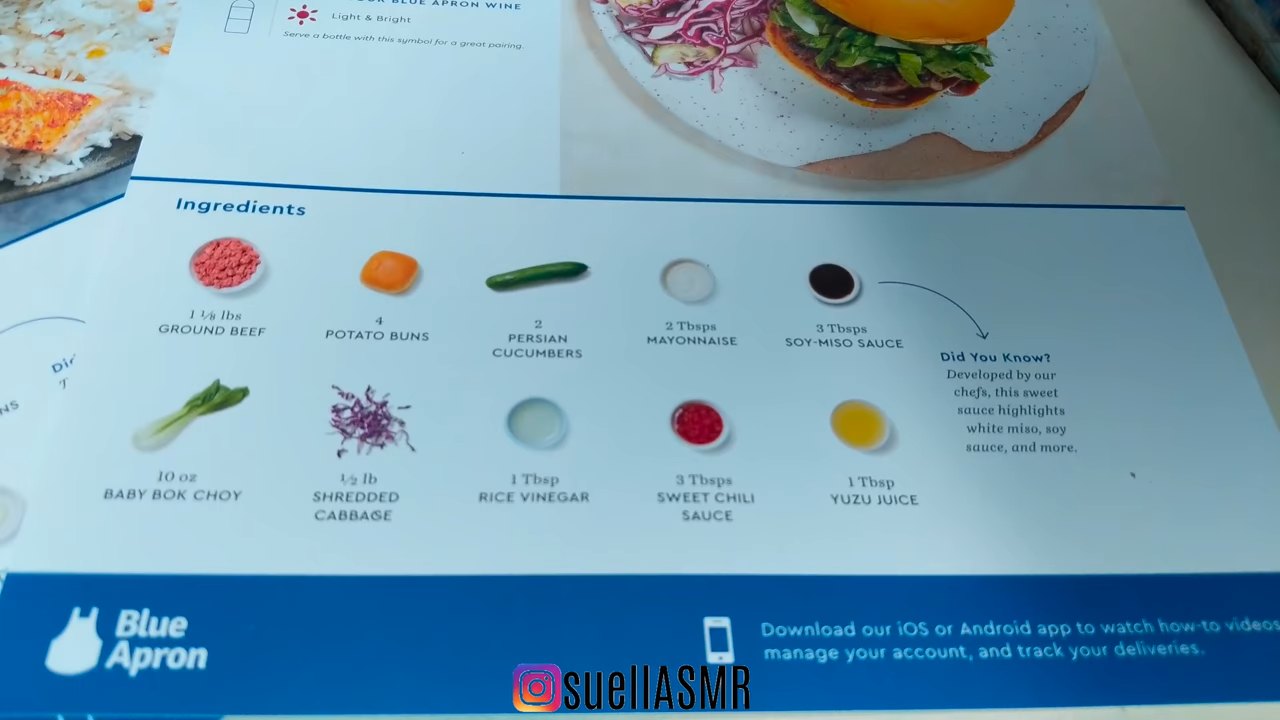 BLUE APRON WINE
Light & Bright
Serve a bottle with this symbol for a great pairing.
Ingredients
1 1/8 lbs
GROUND BEEF
4
POTATO BUNS
2
PERSIAN
CUCUMBERS
2 Tbsps
MAYONNAISE
3 Tbsps
SOY-MISO SAUCE
Did You Know?
Developed by our
chefs, this sweet
sauce highlights
white miso, soy
sauce, and more.
10 oz
BABY BOK CHOY
1/2 lb
SHREDDED
CABBAGE
1 Tbsp
RICE VINEGAR
3 Tbsps
SWEET CHILI
SAUCE
1 Tbsp
YUZU JUICE
Blue
Apron
Download our iOS or Android app to watch how-to videos
manage your account, and track your deliveries.
suellASMR